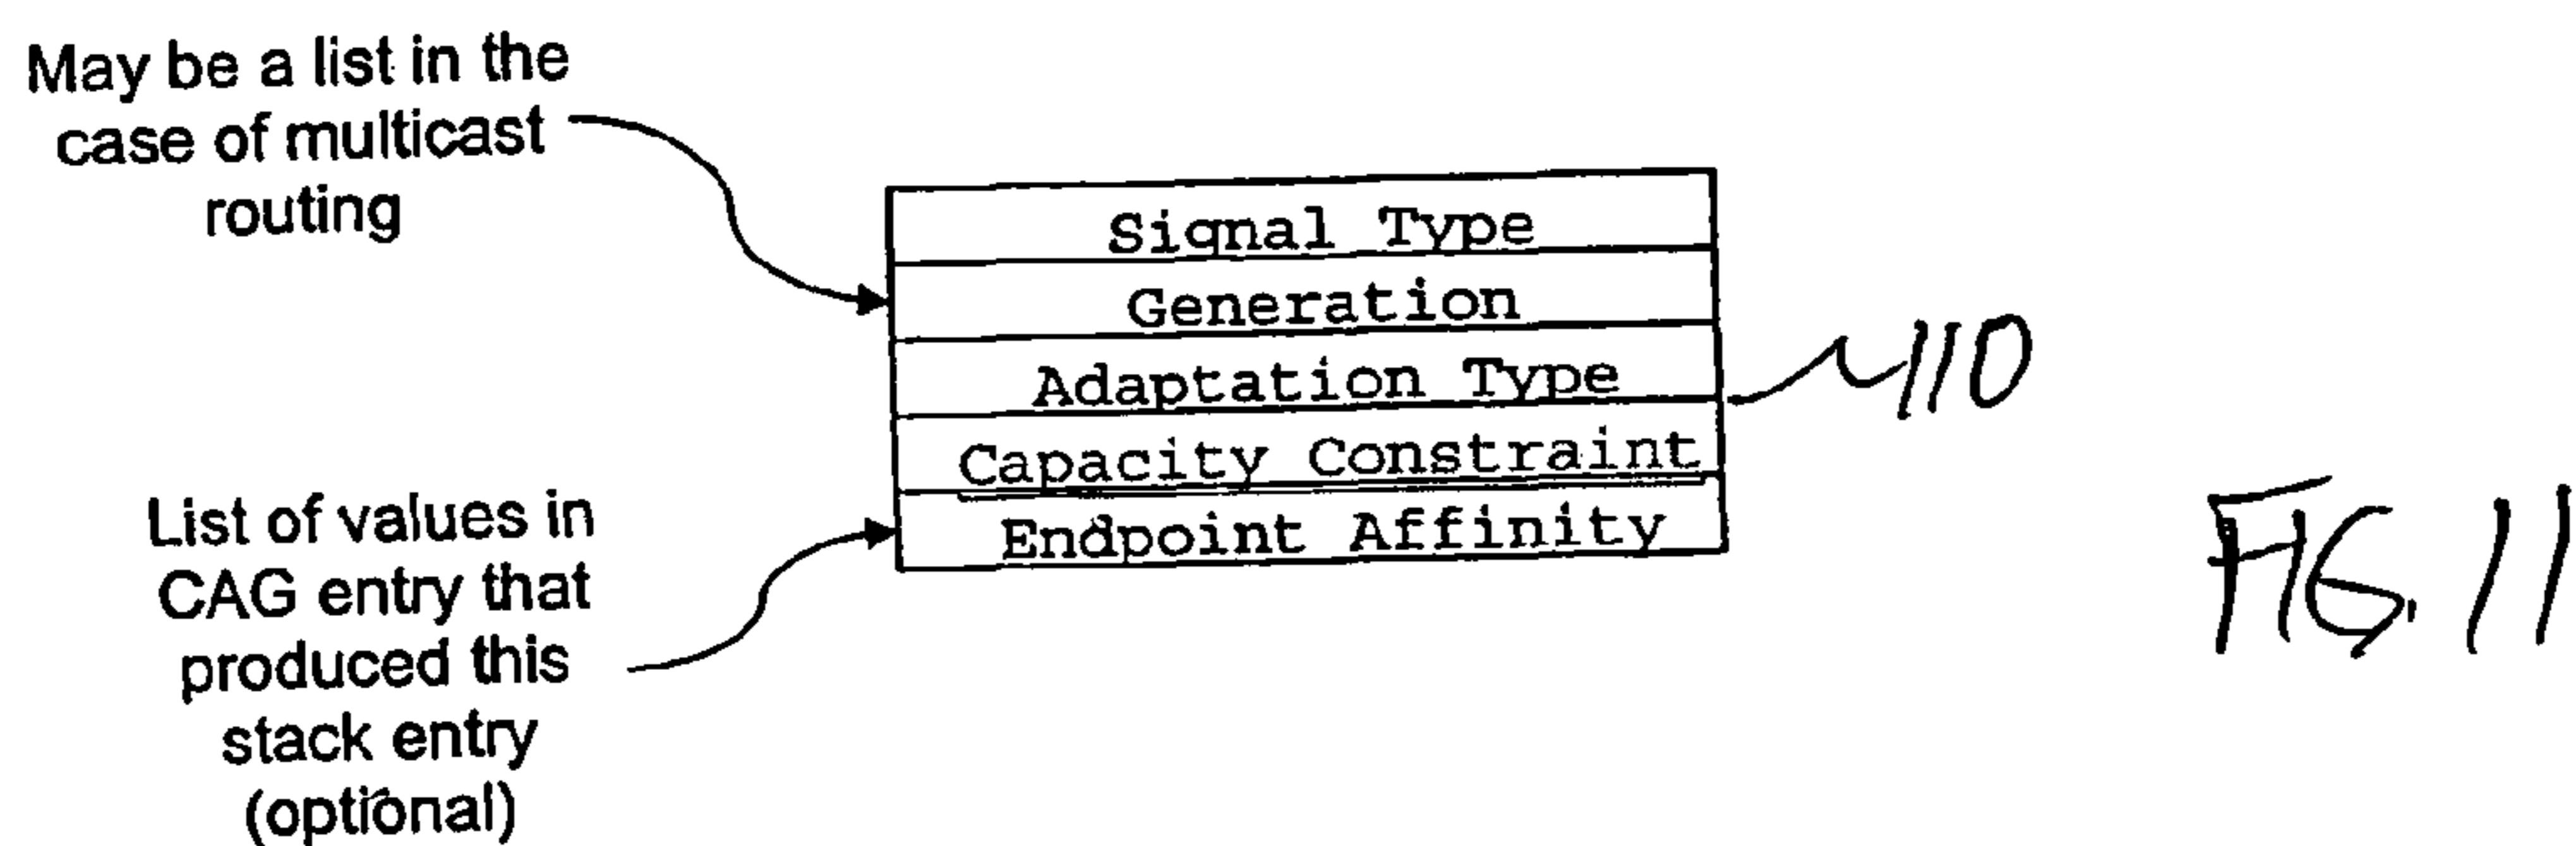 May be a list in the
case of multicast
routing
Signal Type
Generation
Adaptation Type
Capacity Constraint
Endpoint Affinity
110
List of values in
CAG entry that
produced this
stack entry
(optional)
FIG. 11